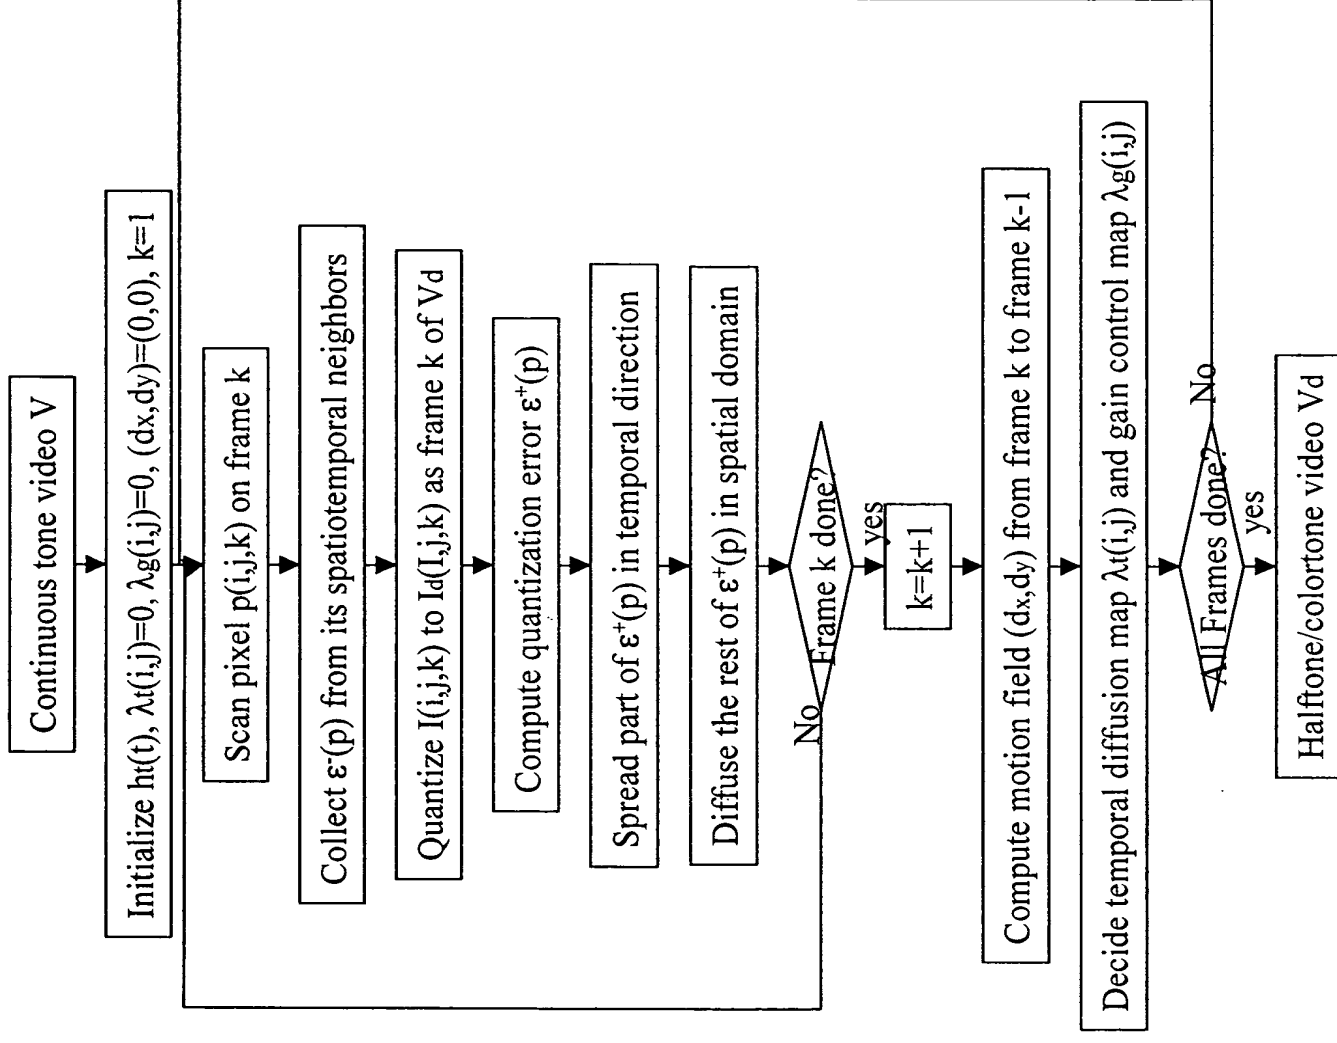 Continuous tone video V
Initialize ht(t), λt(i,j)=0, λg(i,j)=0, (dx,dy)=(0,0), k=1
Scan pixel p(i,j,k) on frame k
Collect ε⁻(p) from its spatiotemporal neighbors
Quantize I(i,j,k) to Id(I,j,k) as frame k of Vd
Compute quantization error ε⁺(p)
Spread part of ε⁺(p) in temporal direction
Diffuse the rest of ε⁺(p) in spatial domain
Frame k done?
No
yes
k=k+1
Compute motion field (dx,dy) from frame k to frame k-1
Decide temporal diffusion map λt(i,j) and gain control map λg(i,j)
All Frames done?
No
yes
Halftone/colortone video Vd